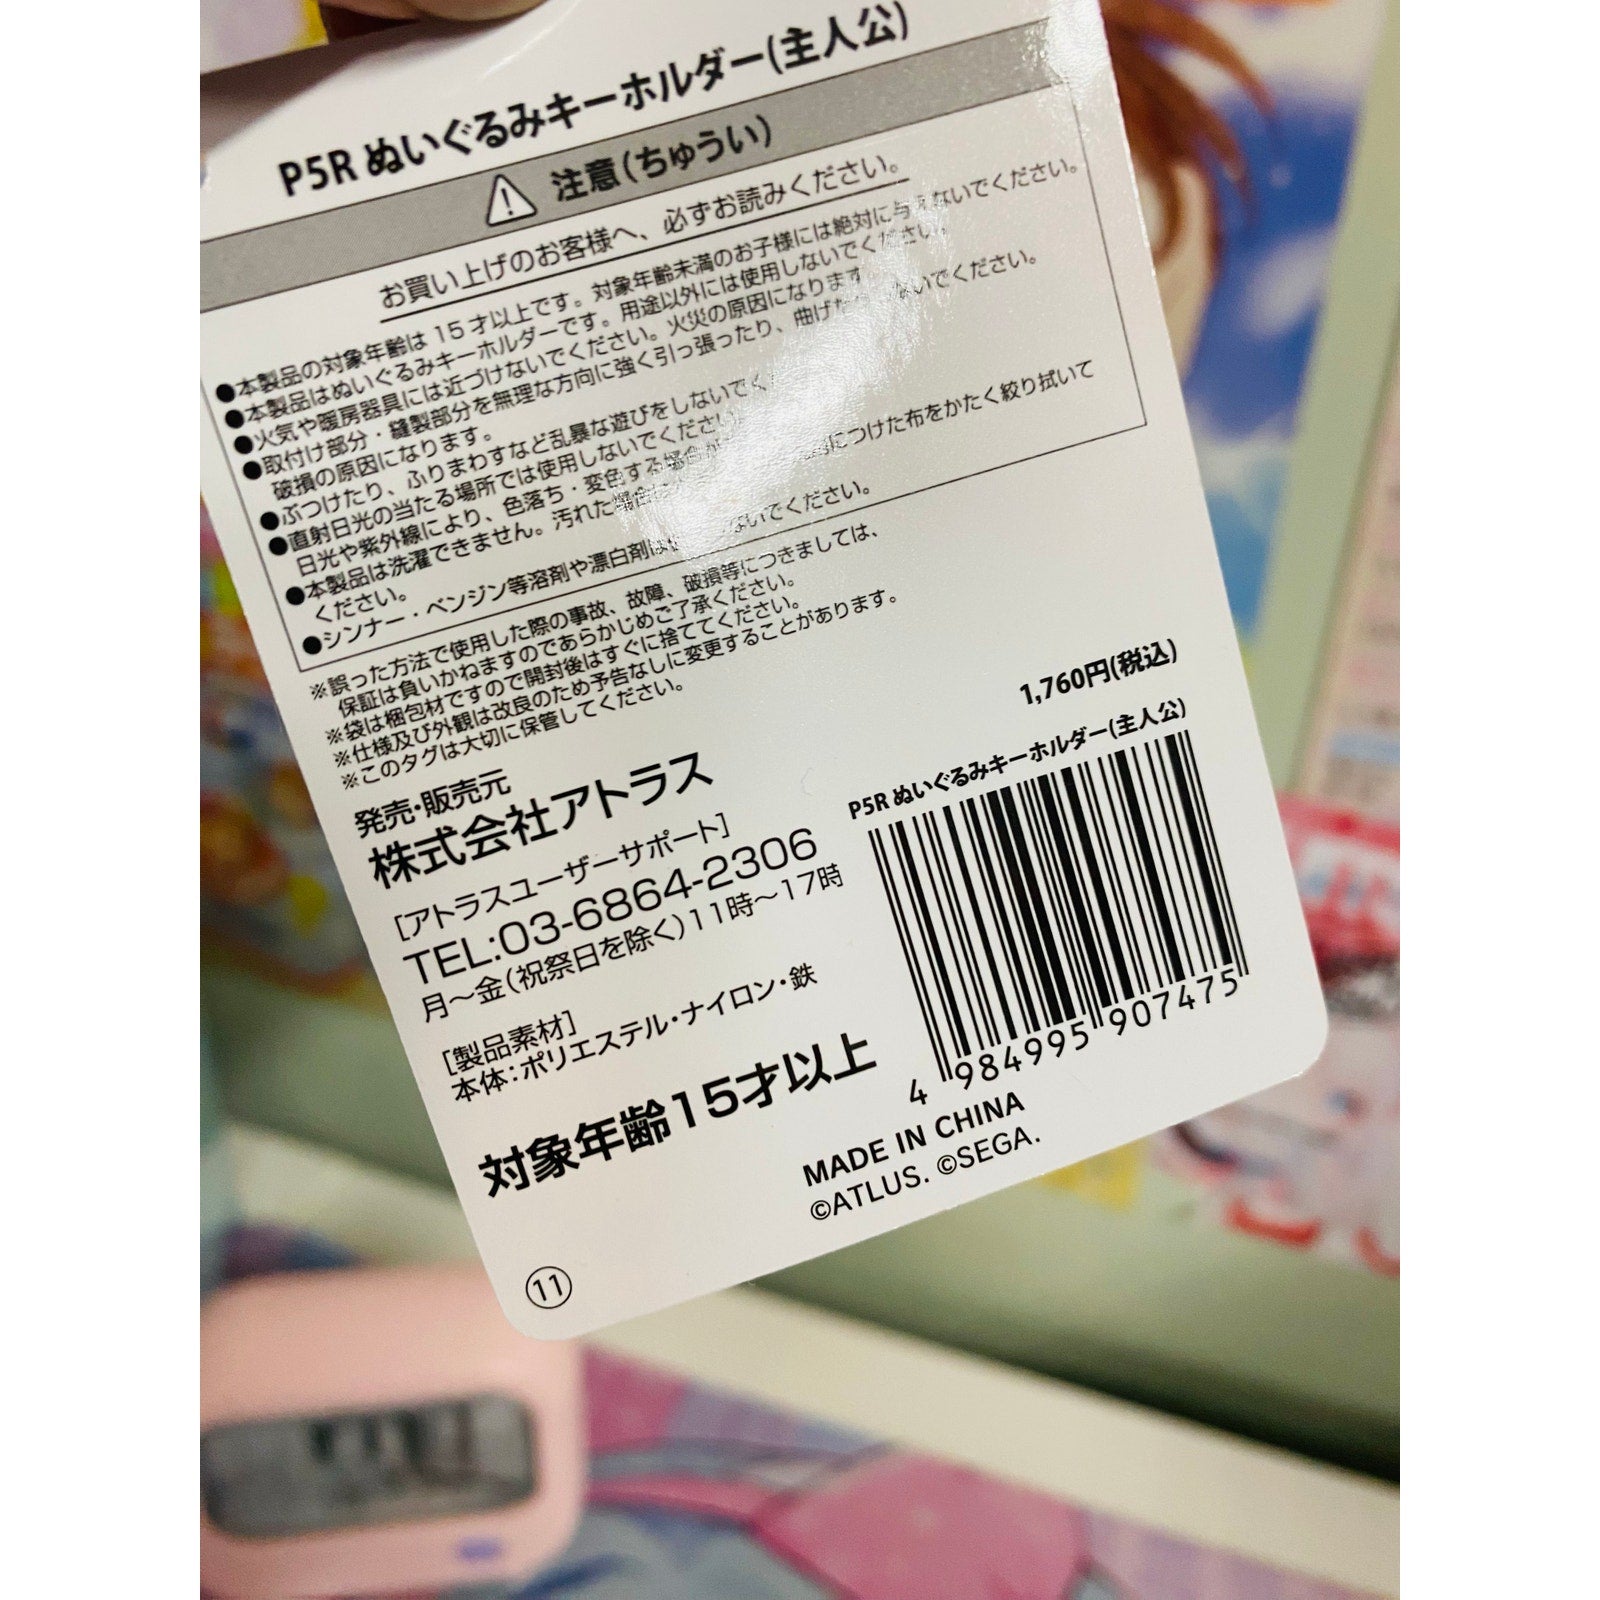 P5R ぬいぐるみキーホルダー(主人公)
注意(ちゅうい)
お買い上げのお客様へ、必ずお読みください。
●本製品の対象年齢は15才以上です。対象年齢未満のお子様には絶対に与えないでください。
●本製品はぬいぐるみキーホルダーです。用途以外には使用しないでください。
●火気や暖房器具には近づけないでください。火災の原因になります。
●取付け部分・縫製部分を無理な方向に強く引っ張ったり、曲げた ないでください。
破損の原因になります。
●ぶつけたり、ふりまわすなど乱暴な遊びをしないでく
●直射日光の当たる場所では使用しないでください
日光や紫外線により、色落ち・変色する場合が
●本製品は洗濯できません。汚れた場合は につけた布をかたく絞り拭いて
ください。
●シンナー・ベンジン等溶剤や漂白剤は ないでください。
※誤った方法で使用した際の事故、故障、破損等につきましては、
保証は負いかねますのであらかじめご了承ください。
※袋は梱包材ですので開封後はすぐに捨ててください。
※仕様及び外観は改良のため予告なしに変更することがあります。
※このタグは大切に保管してください。
発売・販売元
株式会社アトラス
[アトラスユーザーサポート]
TEL:03-6864-2306
月～金(祝祭日を除く)11時～17時
[製品素材]
本体:ポリエステル・ナイロン・鉄
対象年齢15才以上
1,760円(税込)
P5R ぬいぐるみキーホルダー(主人公)
4 984995 907475
MADE IN CHINA
©ATLUS. ©SEGA.
⑪